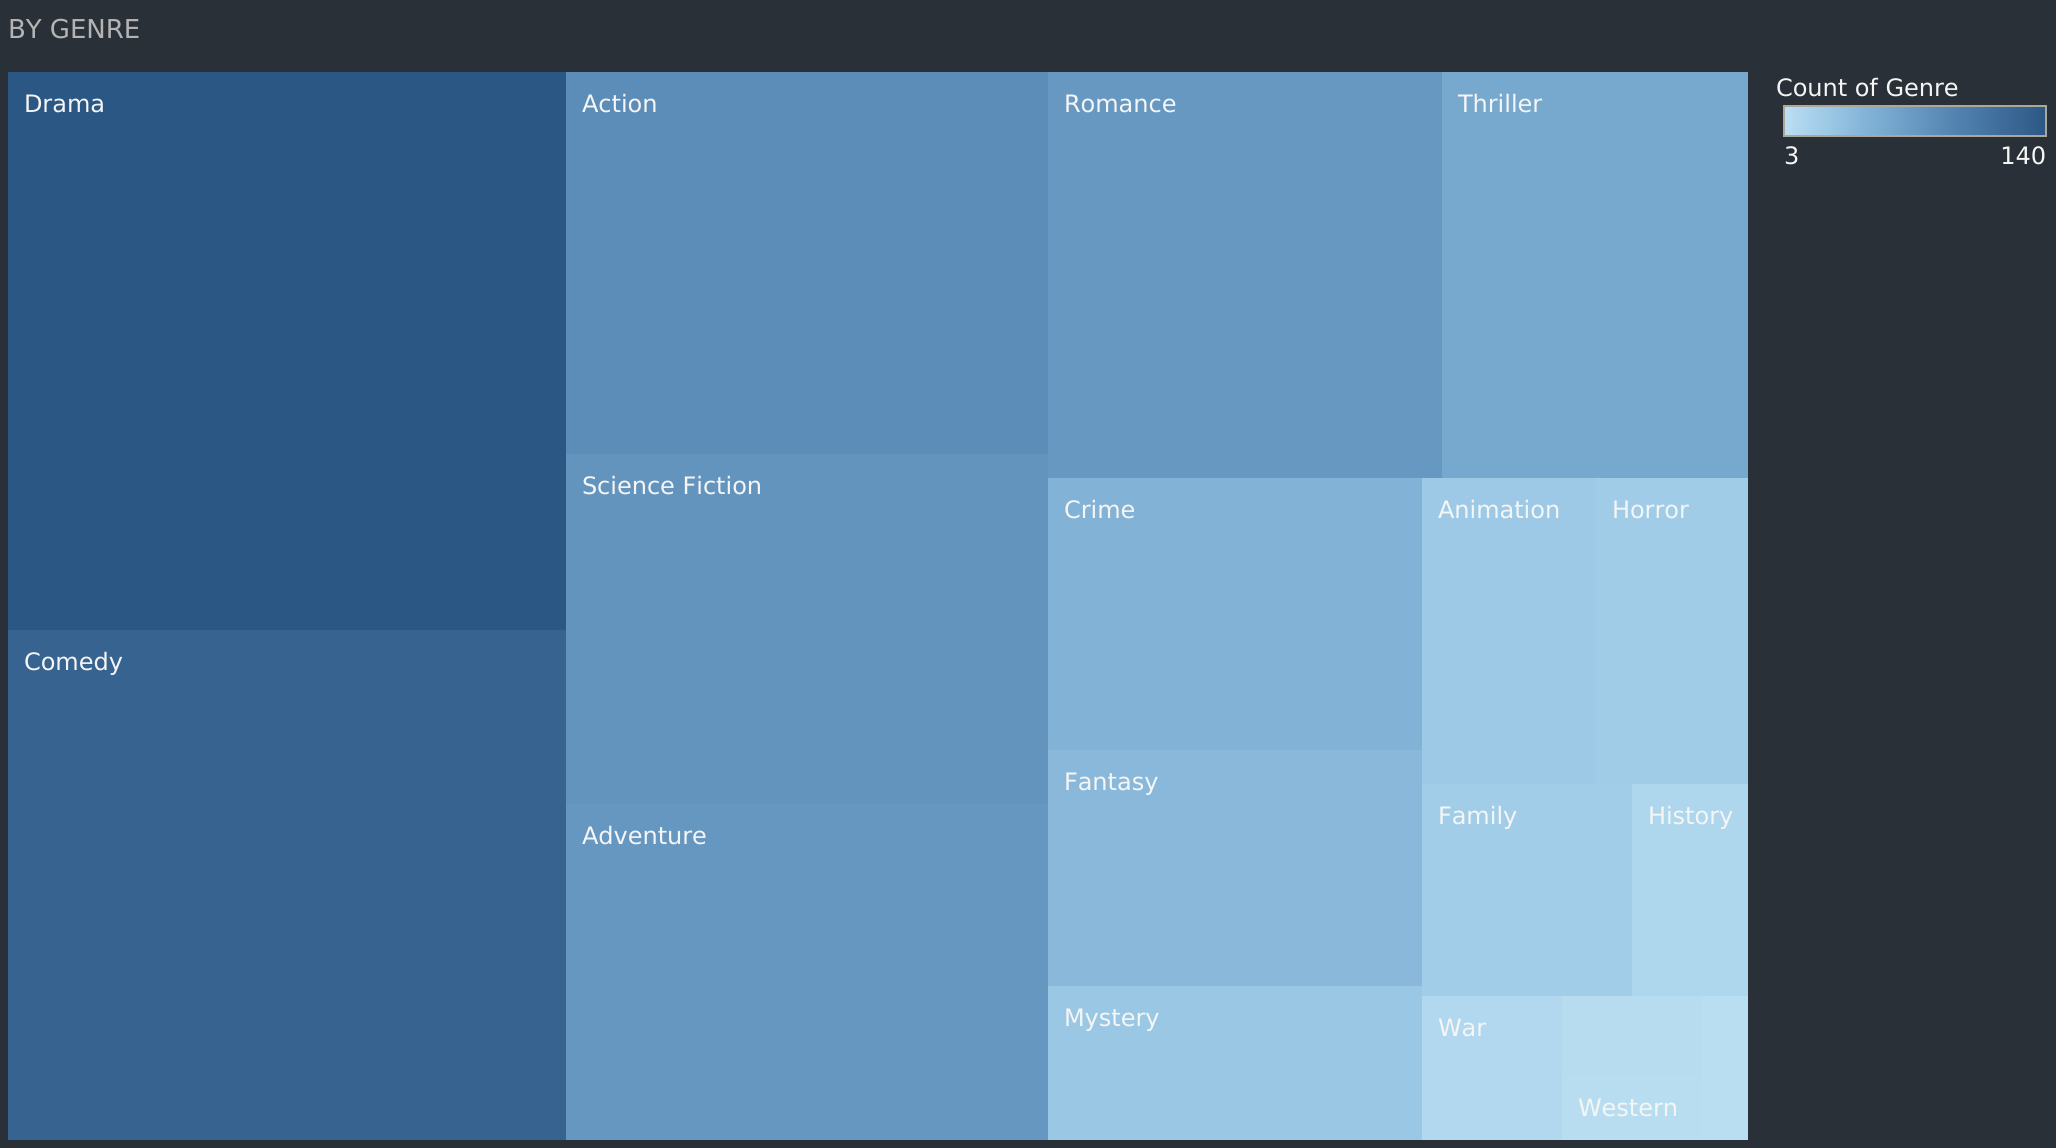 BY GENRE
Drama
Action
Romance
Thriller
Count of Genre
3
140
Science Fiction
Crime
Animation
Horror
Comedy
Fantasy
Family
History
Adventure
Mystery
War
Western